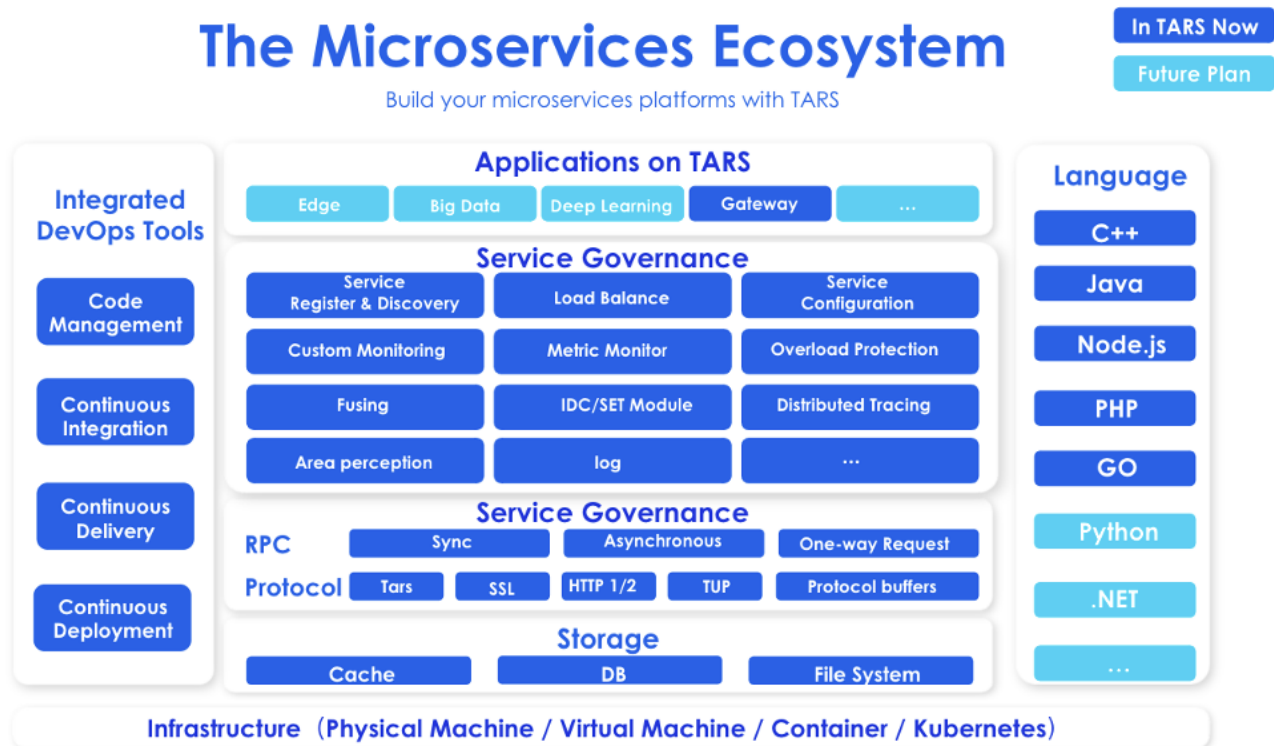 The Microservices Ecosystem
Build your microservices platforms with TARS
In TARS Now
Future Plan
Integrated
DevOps Tools
Code
Management
Continuous
Integration
Continuous
Delivery
Continuous
Deployment
Applications on TARS
Edge
Big Data
Deep Learning
Gateway
...
Service Governance
Service
Register & Discovery
Load Balance
Service
Configuration
Custom Monitoring
Metric Monitor
Overload Protection
Fusing
IDC/SET Module
Distributed Tracing
Area perception
log
...
Service Governance
RPC
Sync
Asynchronous
One-way Request
Protocol
Tars
SSL
HTTP 1/2
TUP
Protocol buffers
Storage
Cache
DB
File System
Language
C++
Java
Node.js
PHP
GO
Python
.NET
...
Infrastructure（Physical Machine / Virtual Machine / Container / Kubernetes）